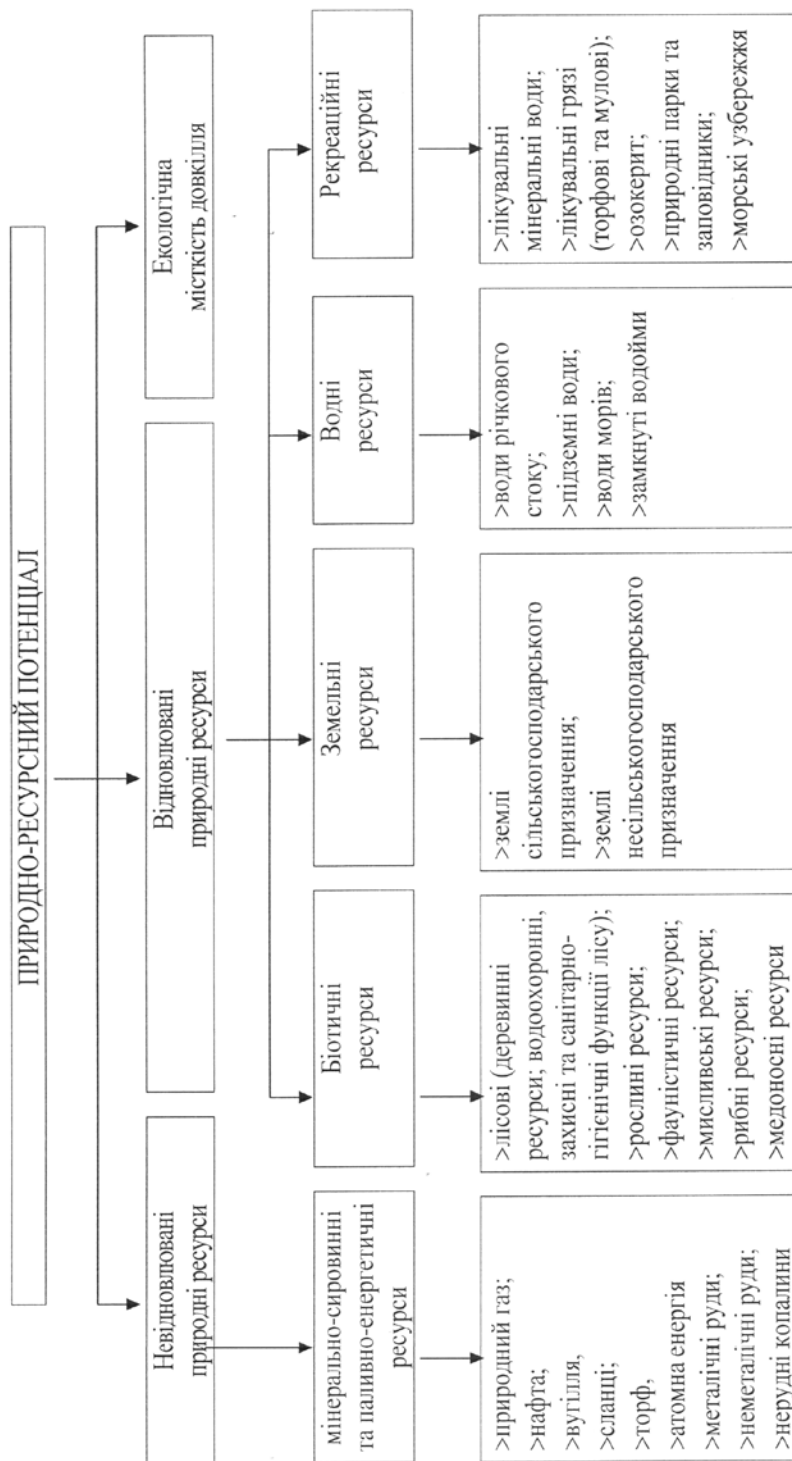 ПРИРОДНО-РЕСУРСНИЙ ПОТЕНЦІАЛ
Невідновлювані
природні ресурси
Відновлювані
природні ресурси
Екологічна
місткість довкілля
мінерально-сировинні
та паливно-енергетичні
ресурси
Біотичні
ресурси
Земельні
ресурси
Водні
ресурси
Рекреаційні
ресурси
>природний газ;
>нафта;
>вугілля,
>сланці;
>торф,
>атомна енергія
>металічні руди;
>неметалічні руди;
>нерудні копалини
>лісові (деревинні
ресурси; водоохоронні,
захисні та санітарно-
гігієнічні функції лісу);
>рослині ресурси;
>фауністичні ресурси;
>мисливські ресурси;
>рибні ресурси;
>медоносні ресурси
>землі
сільськогосподарського
призначення;
>землі
несільськогосподарського
призначення
>води річкового
стоку;
>підземні води;
>води морів;
>замкнуті водойми
>лікувальні
мінеральні води;
>лікувальні грязі
(торфові та мулові);
>озокерит;
>природні парки та
заповідники;
>морські узбережжя